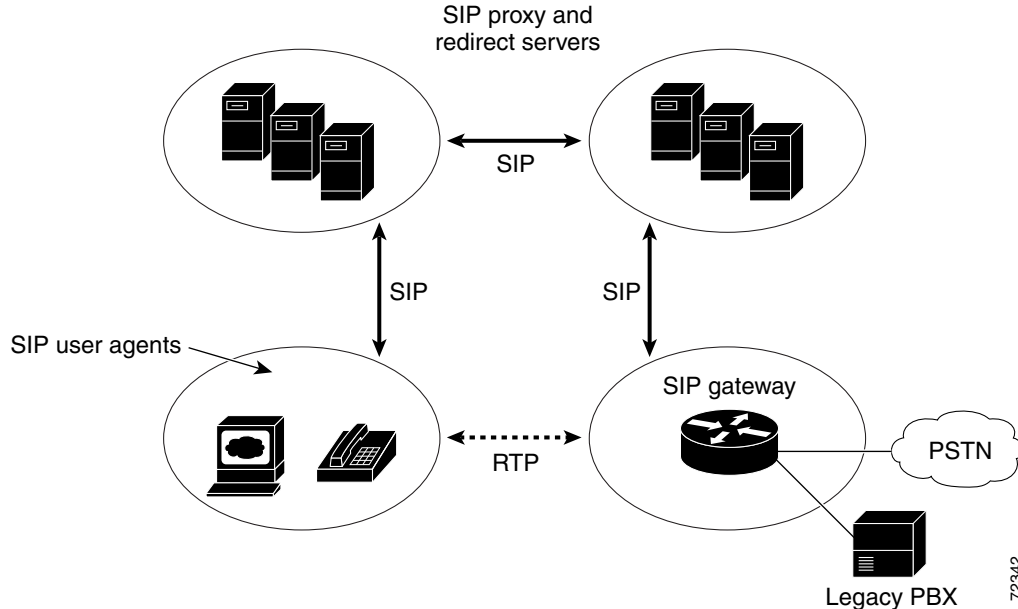 SIP proxy and
redirect servers
SIP
SIP
SIP
SIP user agents
SIP gateway
RTP
PSTN
Legacy PBX
72342